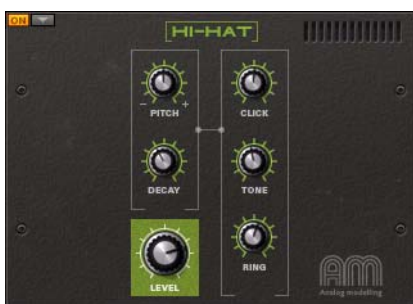 ON
HI-HAT
- +
PITCH
CLICK
DECAY
TONE
LEVEL
RING
AM
Analog modelling